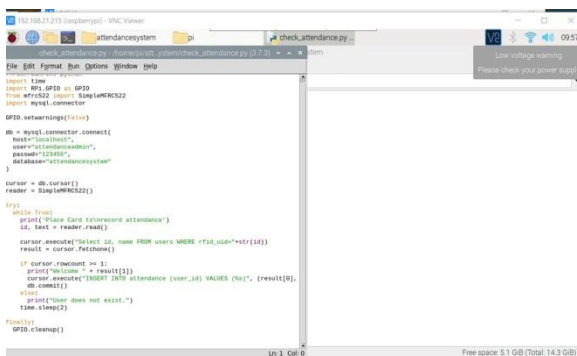 192.168.21.215 (raspberrypi) - VNC Viewer
attendancesystem
pi
check_attendance.py ...
09:57
check_attendance.py - /home/pi/att...ystem/check_attendance.py (3.7.3)
stem
Low voltage warning
Please check your power suppl
File Edit Format Run Options Window Help
import time
import RPi.GPIO as GPIO
from mfrc522 import SimpleMFRC522
import mysql.connector
GPIO.setwarnings(False)
db = mysql.connector.connect(
host="localhost",
user="attendanceadmin",
passwd="123456",
database="attendancesystem"
)
cursor = db.cursor()
reader = SimpleMFRC522()
try:
while True:
print('Place Card to\nrecord attendance')
id, text = reader.read()
cursor.execute("Select id, name FROM users WHERE rfid_uid="+str(id))
result = cursor.fetchone()
if cursor.rowcount >= 1:
print("Welcome " + result[1])
cursor.execute("INSERT INTO attendance (user_id) VALUES (%s)", (result[0],
db.commit()
else:
print("User does not exist.")
time.sleep(2)
finally:
GPIO.cleanup()
Ln: 1 Col: 0
Free space: 5.1 GiB (Total: 14.3 GiB)